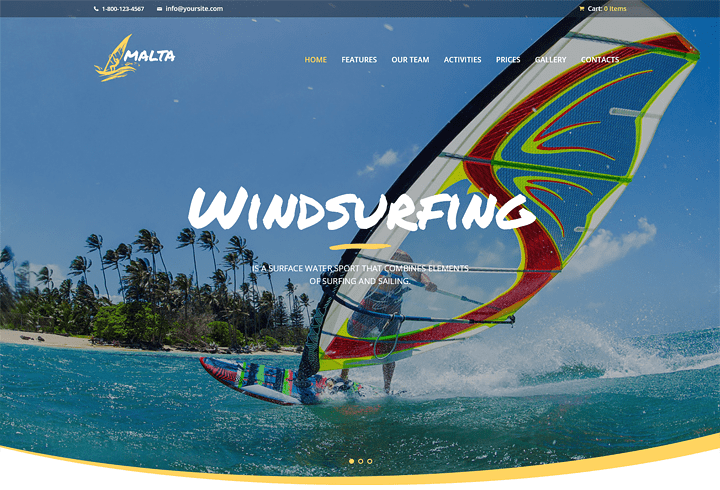 1-800-123-4567 info@yoursite.com Cart: 0 Items
MALTA
HOME FEATURES OUR TEAM ACTIVITIES PRICES GALLERY CONTACTS
WINDSURFING
IS A SURFACE WATER SPORT THAT COMBINES ELEMENTS
OF SURFING AND SAILING.